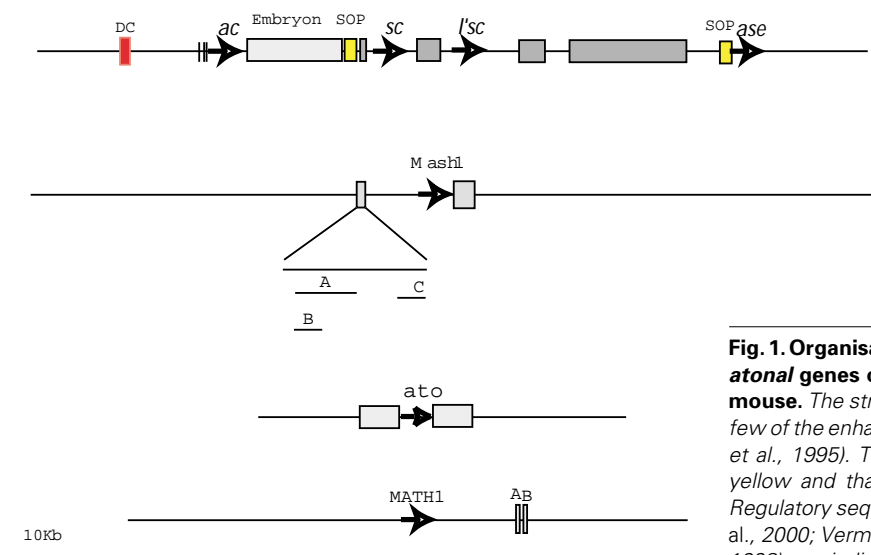 DC ac Embryon SOP sc l'sc SOP ase
Mash1
A
C
B
Fig. 1. Organisa
atonal genes
mouse. The str
few of the enha
et al., 1995). T
yellow and tha
Regulatory seq
al., 2000; Verm
ato
MATH1 AB
10Kb